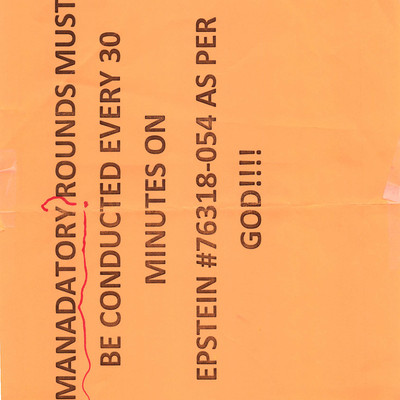 MANADATORY ROUNDS MUST
BE CONDUCTED EVERY 30
MINUTES ON
EPSTEIN #76318-054 AS PER
GOD!!!!